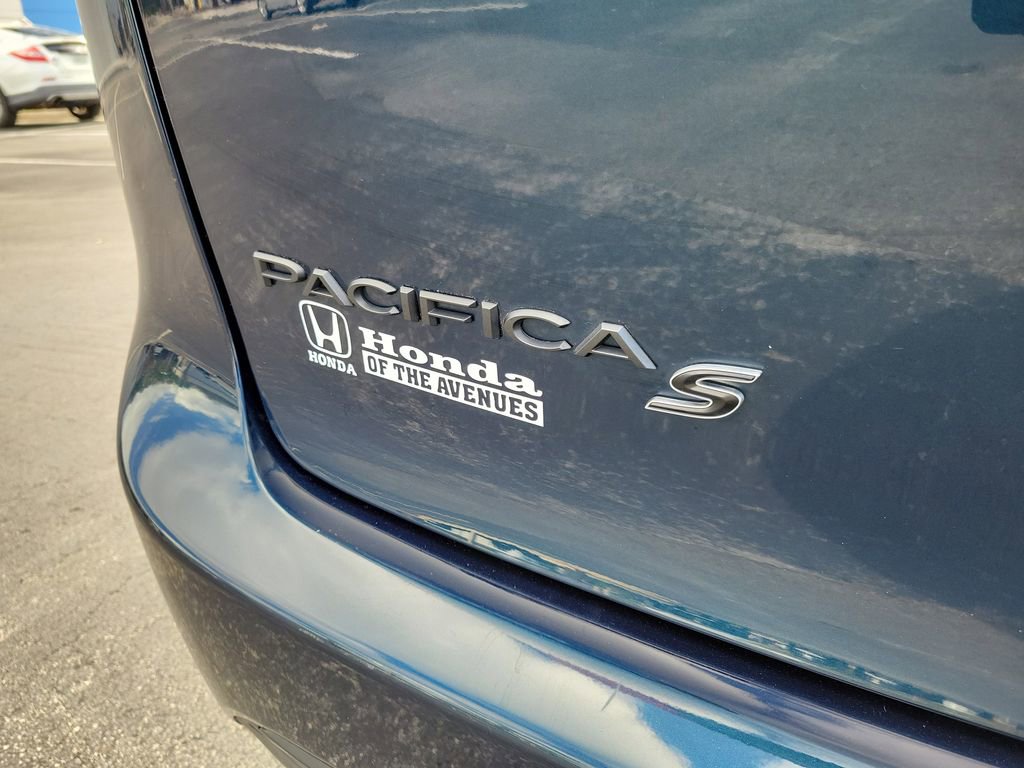 PACIFICA S
HONDA
Honda
OF THE AVENUES